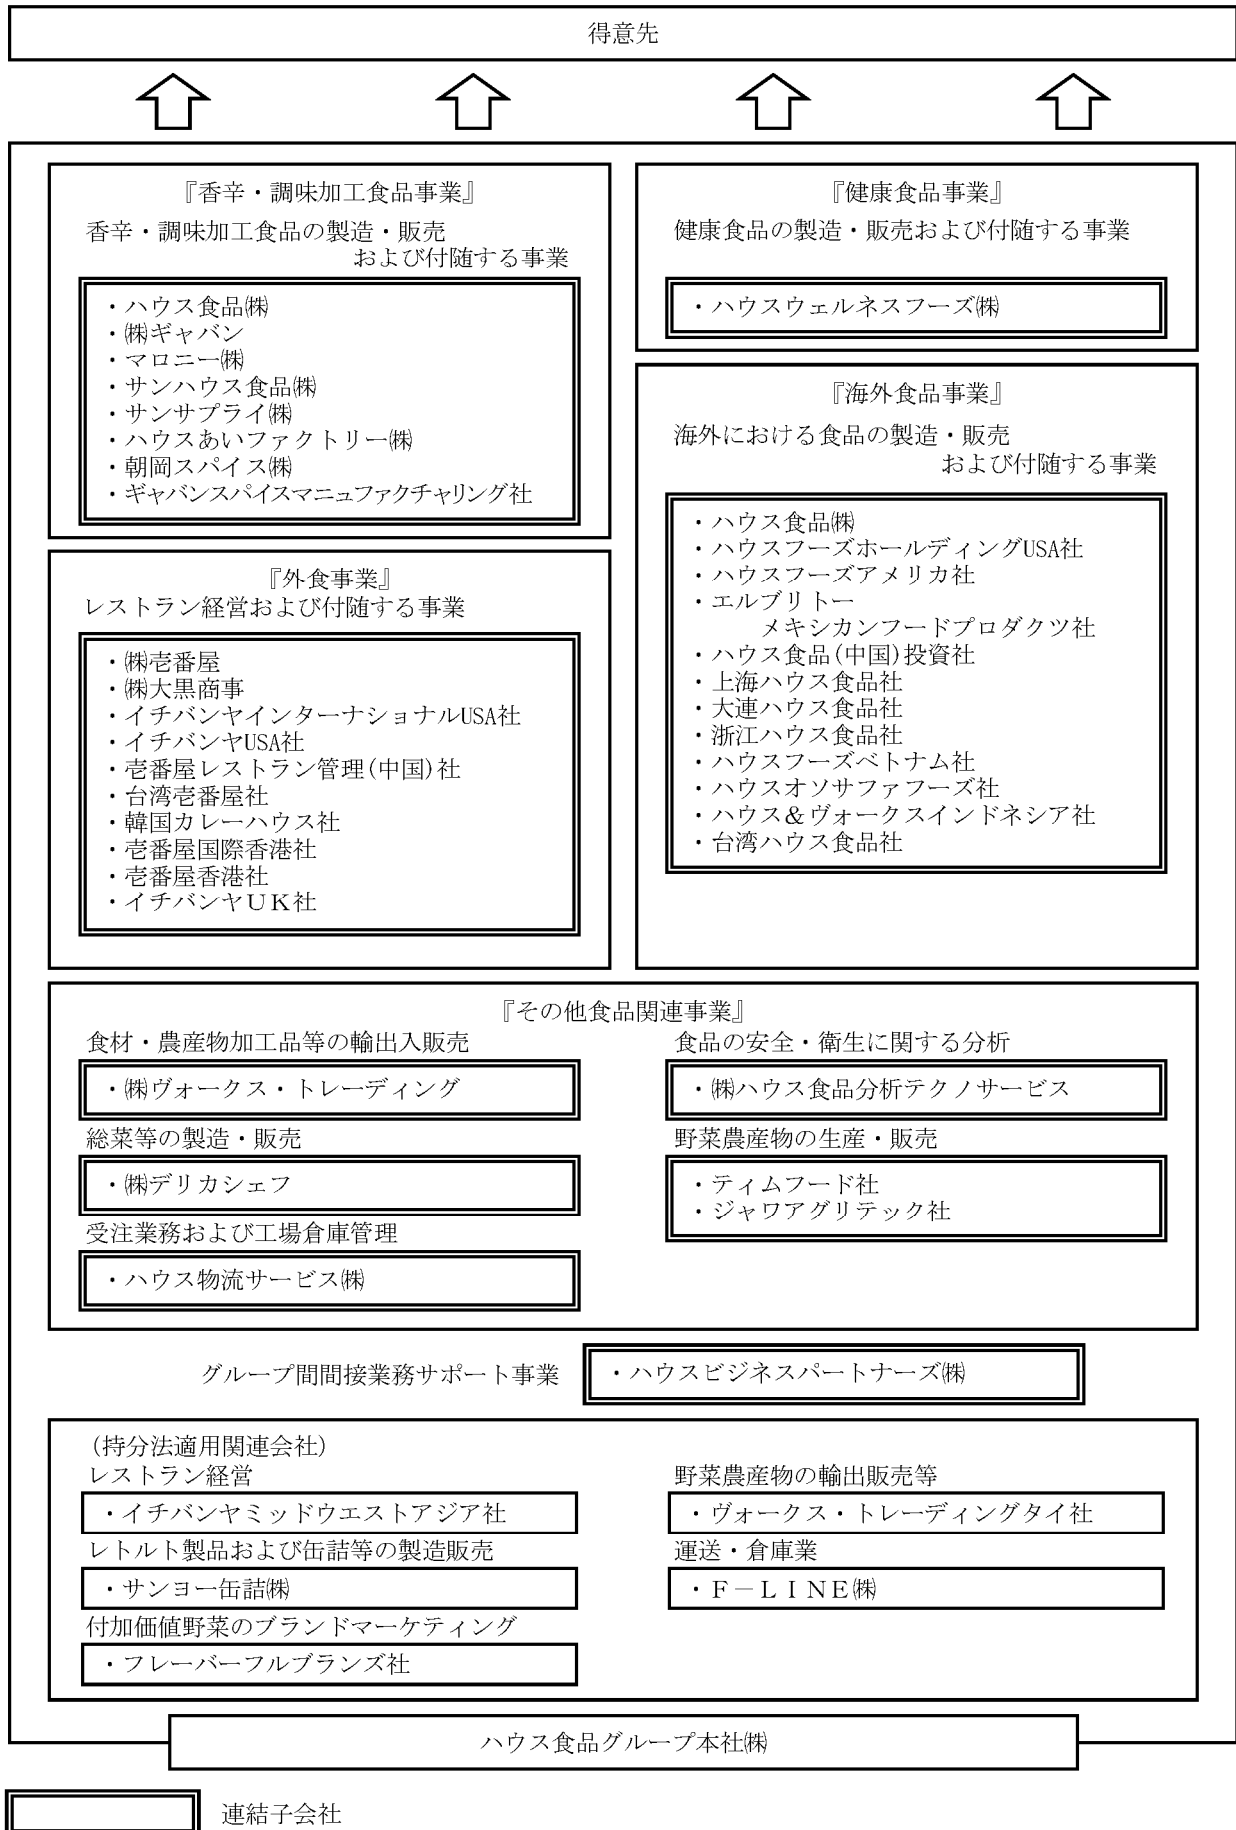 得意先
『香辛・調味加工食品事業』
香辛・調味加工食品の製造・販売
および付随する事業
・ハウス食品㈱
・㈱ギャバン
・マロニー㈱
・サンハウス食品㈱
・サンサプライ㈱
・ハウスあいファクトリー㈱
・朝岡スパイス㈱
・ギャバンスパイスマニュファクチャリング社
『外食事業』
レストラン経営および付随する事業
・㈱壱番屋
・㈱大黒商事
・イチバンヤインターナショナルUSA社
・イチバンヤUSA社
・壱番屋レストラン管理(中国)社
・台湾壱番屋社
・韓国カレーハウス社
・壱番屋国際香港社
・壱番屋香港社
・イチバンヤＵＫ社
『健康食品事業』
健康食品の製造・販売および付随する事業
・ハウスウェルネスフーズ㈱
『海外食品事業』
海外における食品の製造・販売
および付随する事業
・ハウス食品㈱
・ハウスフーズホールディングUSA社
・ハウスフーズアメリカ社
・エルブリトー
メキシカンフードプロダクツ社
・ハウス食品(中国)投資社
・上海ハウス食品社
・大連ハウス食品社
・浙江ハウス食品社
・ハウスフーズベトナム社
・ハウスオソサファフーズ社
・ハウス＆ヴォークスインドネシア社
・台湾ハウス食品社
『その他食品関連事業』
食材・農産物加工品等の輸出入販売
・㈱ヴォークス・トレーディング
総菜等の製造・販売
・㈱デリカシェフ
受注業務および工場倉庫管理
・ハウス物流サービス㈱
食品の安全・衛生に関する分析
・㈱ハウス食品分析テクノサービス
野菜農産物の生産・販売
・ティムフード社
・ジャワアグリテック社
グループ間間接業務サポート事業
・ハウスビジネスパートナーズ㈱
(持分法適用関連会社)
レストラン経営
・イチバンヤミッドウエストアジア社
レトルト製品および缶詰等の製造販売
・サンヨー缶詰㈱
付加価値野菜のブランドマーケティング
・フレーバーフルブランズ社
野菜農産物の輸出販売等
・ヴォークス・トレーディングタイ社
運送・倉庫業
・Ｆ－ＬＩＮＥ㈱
ハウス食品グループ本社㈱
連結子会社